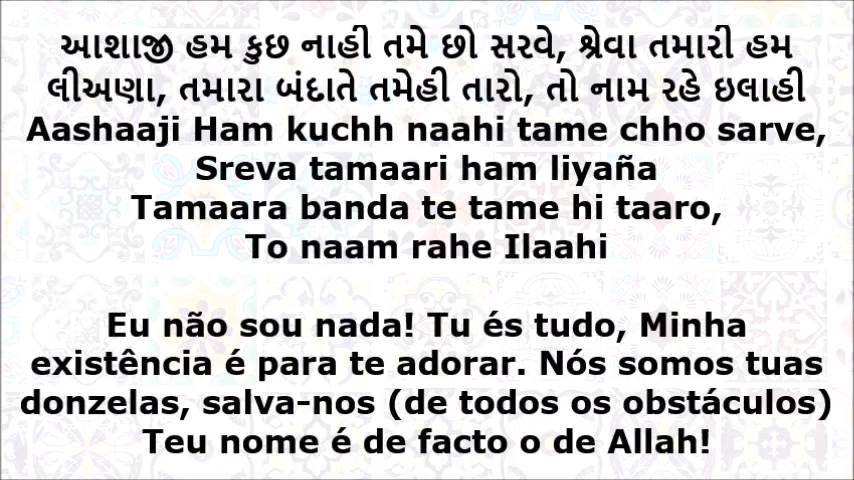 આશાજી હમ કુછ નાહી તમે છો સરવે, શ્રેવા તમારી હમ
લીઅણા, તમારા બંદાતે તમેહી તારો, તો નામ રહે ઇલાહી
Aashaaji Ham kuchh naahi tame chho sarve,
Sreva tamaari ham liyaña
Tamaara banda te tame hi taaro,
To naam rahe Ilaahi
Eu não sou nada! Tu és tudo, Minha
existência é para te adorar. Nós somos tuas
donzelas, salva-nos (de todos os obstáculos)
Teu nome é de facto o de Allah!